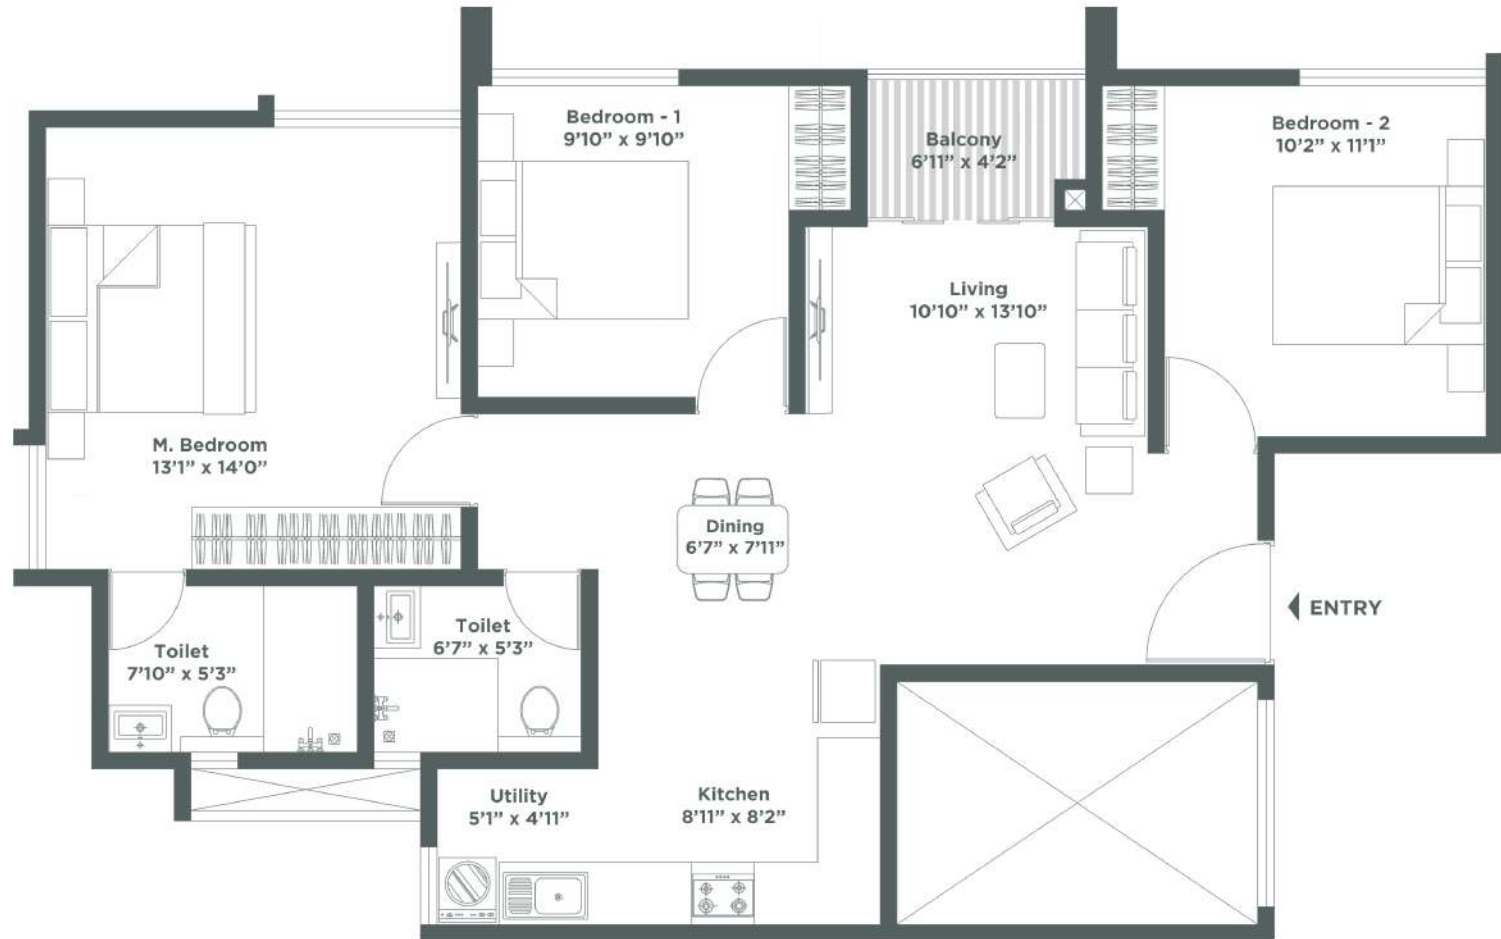 Bedroom - 1
9’10” x 9’10”
Balcony
6’11” x 4’2”
Bedroom - 2
10’2” x 11’1”
Living
10’10” x 13’10”
M. Bedroom
13’1” x 14’0”
Dining
6’7” x 7’11”
ENTRY
Toilet
7’10” x 5’3”
Toilet
6’7” x 5’3”
Utility
5’1” x 4’11”
Kitchen
8’11” x 8’2”